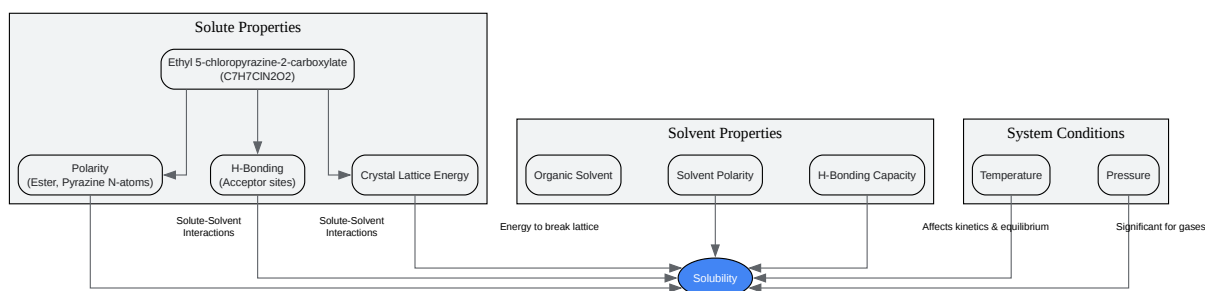 Solute Properties
Ethyl 5-chloropyrazine-2-carboxylate
(C7H7ClN2O2)
Polarity
(Ester, Pyrazine N-atoms)
H-Bonding
(Acceptor sites)
Crystal Lattice Energy
Solvent Properties
Organic Solvent
Solvent Polarity
H-Bonding Capacity
System Conditions
Temperature
Pressure
Solute-Solvent
Interactions
Solute-Solvent
Interactions
Energy to break lattice
Affects kinetics & equilibrium
Significant for gases
Solubility